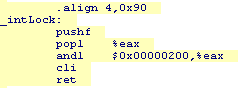 .align 4,0x90
_intLock:
pushf
popl %eax
andl $0x00000200,%eax
cli
ret